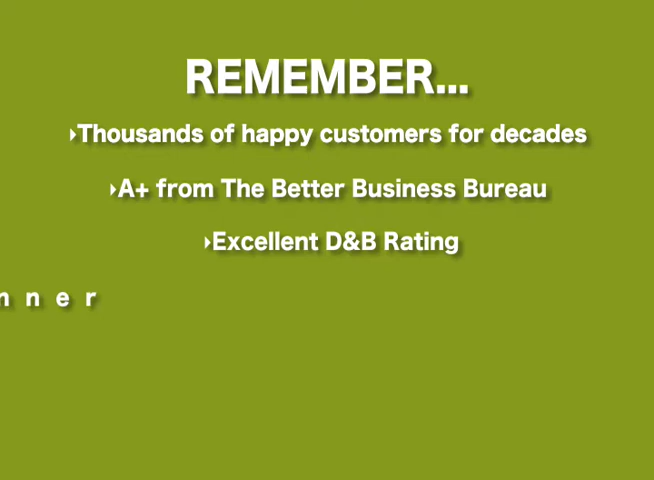 REMEMBER...
‣Thousands of happy customers for decades
‣A+ from The Better Business Bureau
‣Excellent D&B Rating
n n e r